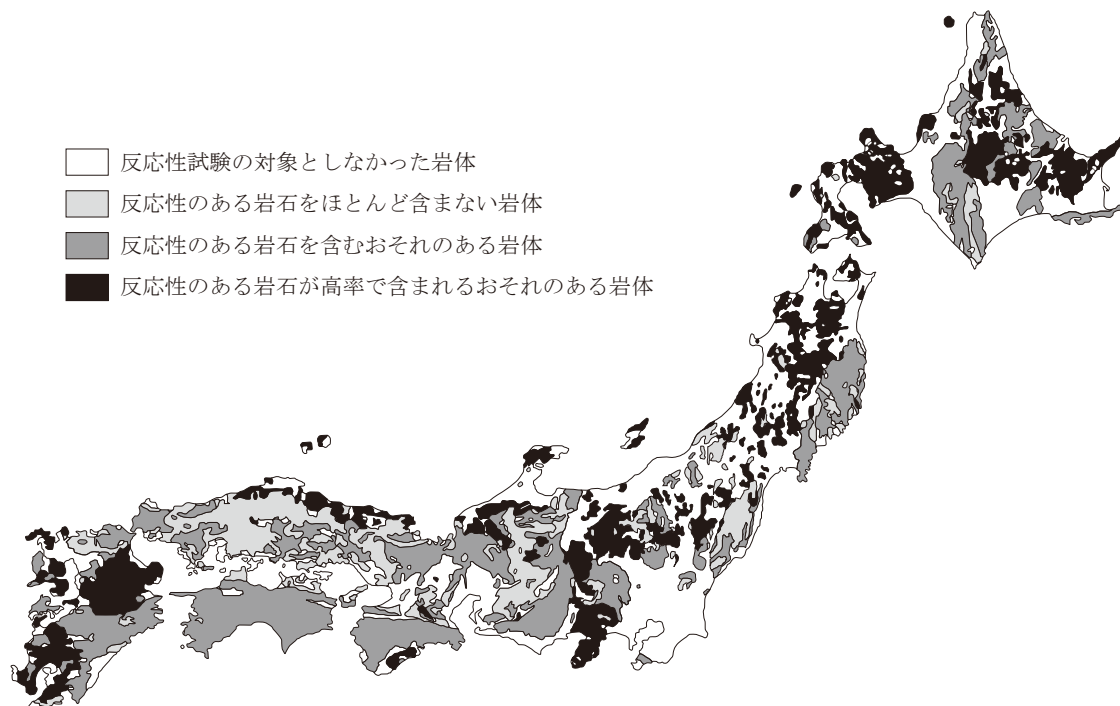 反応性試験の対象としなかった岩体
反応性のある岩石をほとんど含まない岩体
反応性のある岩石を含むおそれのある岩体
反応性のある岩石が高率で含まれるおそれのある岩体